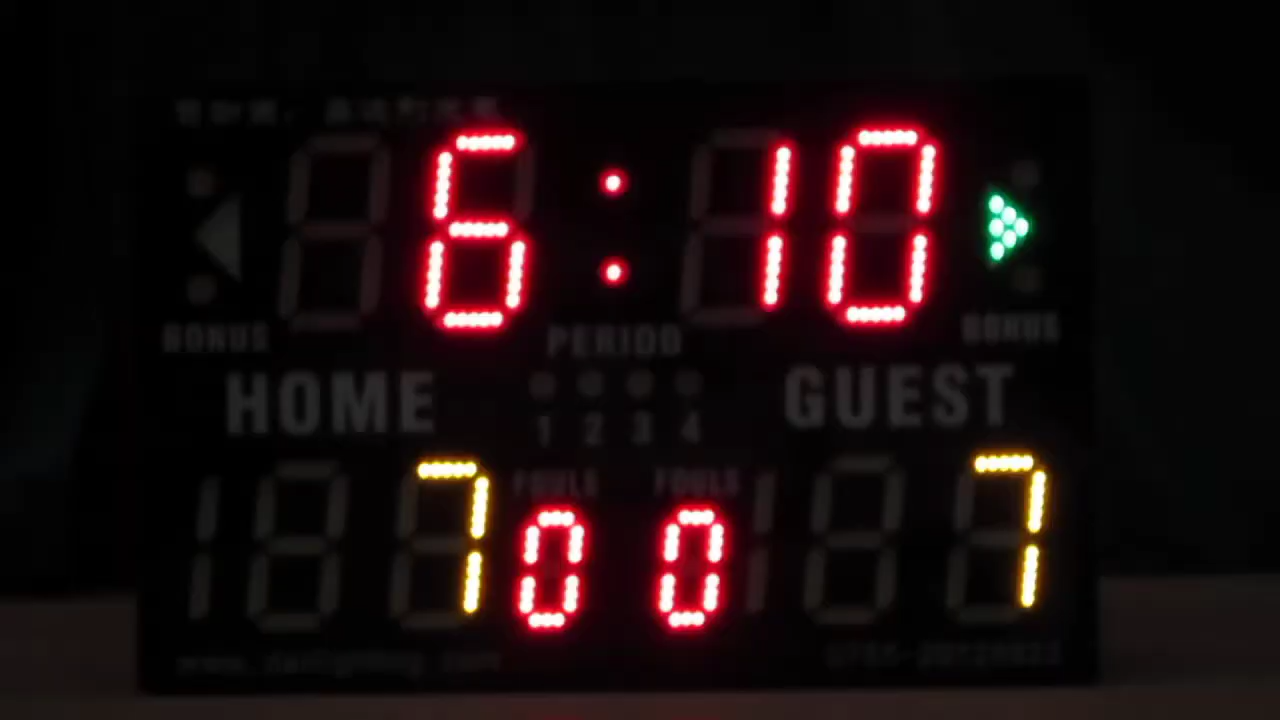 6:10
BONUS PERIOD BONUS
HOME GUEST
1 2 3 4
FOULS FOULS
7 0 0 7